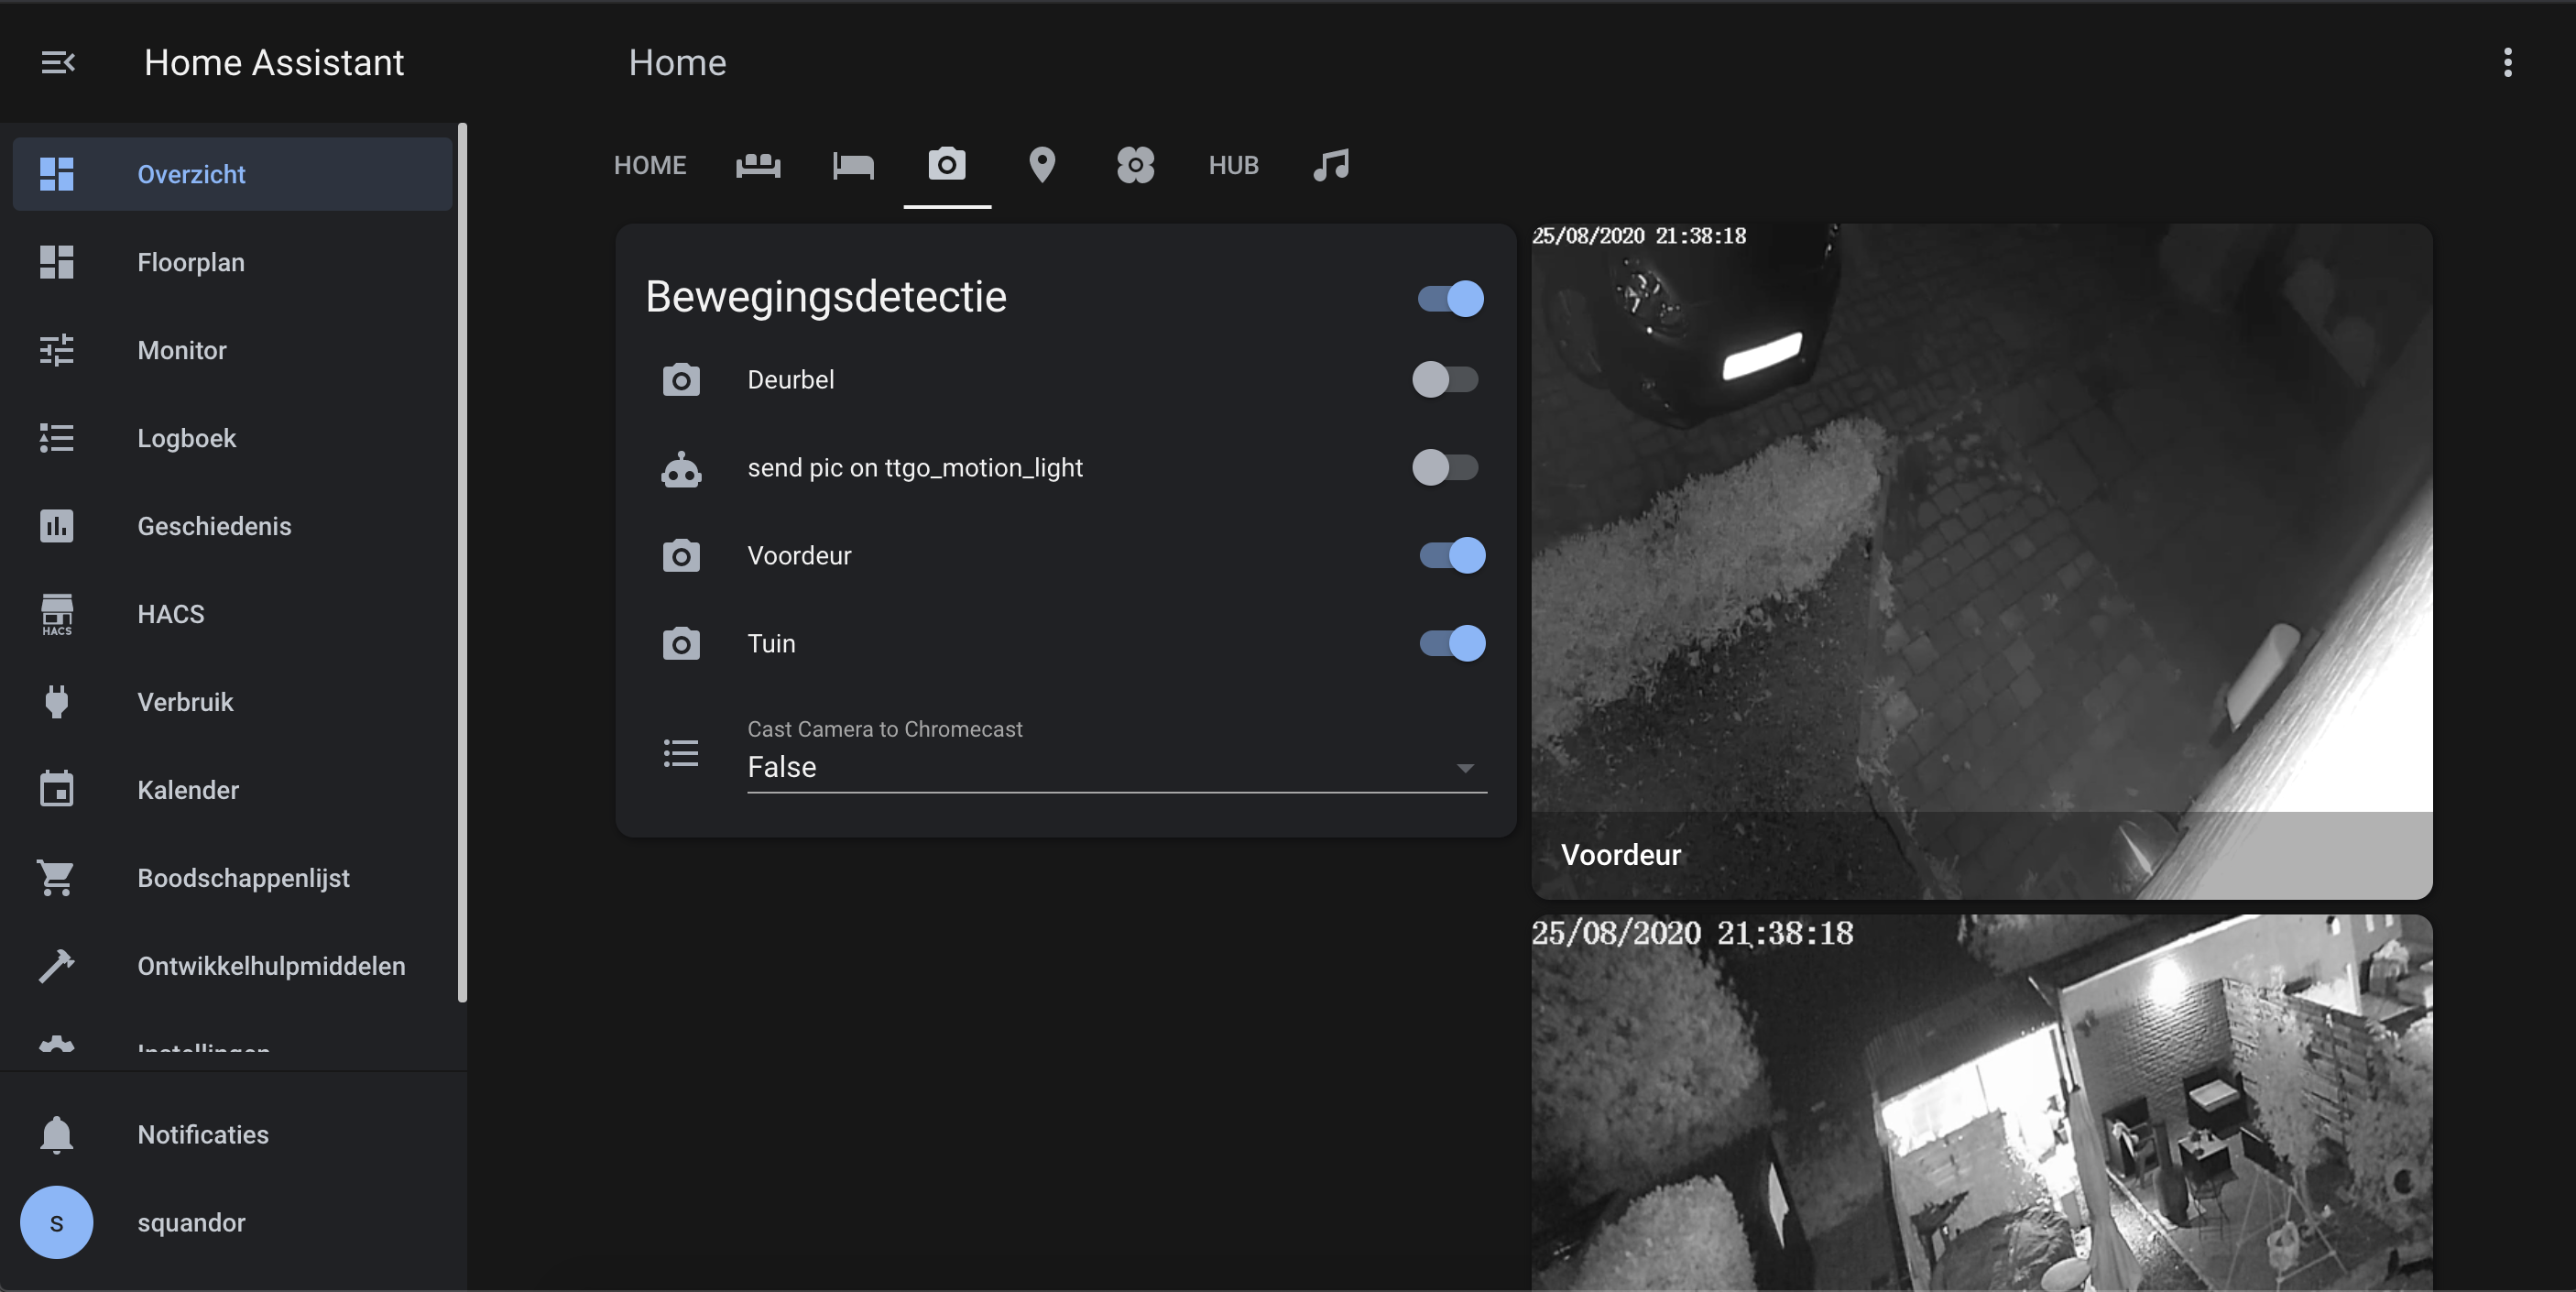 Home Assistant
Home
Overzicht
Floorplan
Monitor
Logboek
Geschiedenis
HACS
HACS
Verbruik
Kalender
Boodschappenlijst
Ontwikkelhulpmiddelen
Instellingen
Notificaties
s
squandor
HOME
HUB
Bewegingsdetectie
Deurbel
send pic on ttgo_motion_light
Voordeur
Tuin
Cast Camera to Chromecast
False
25/08/2020 21:38:18
Voordeur
25/08/2020 21:38:18